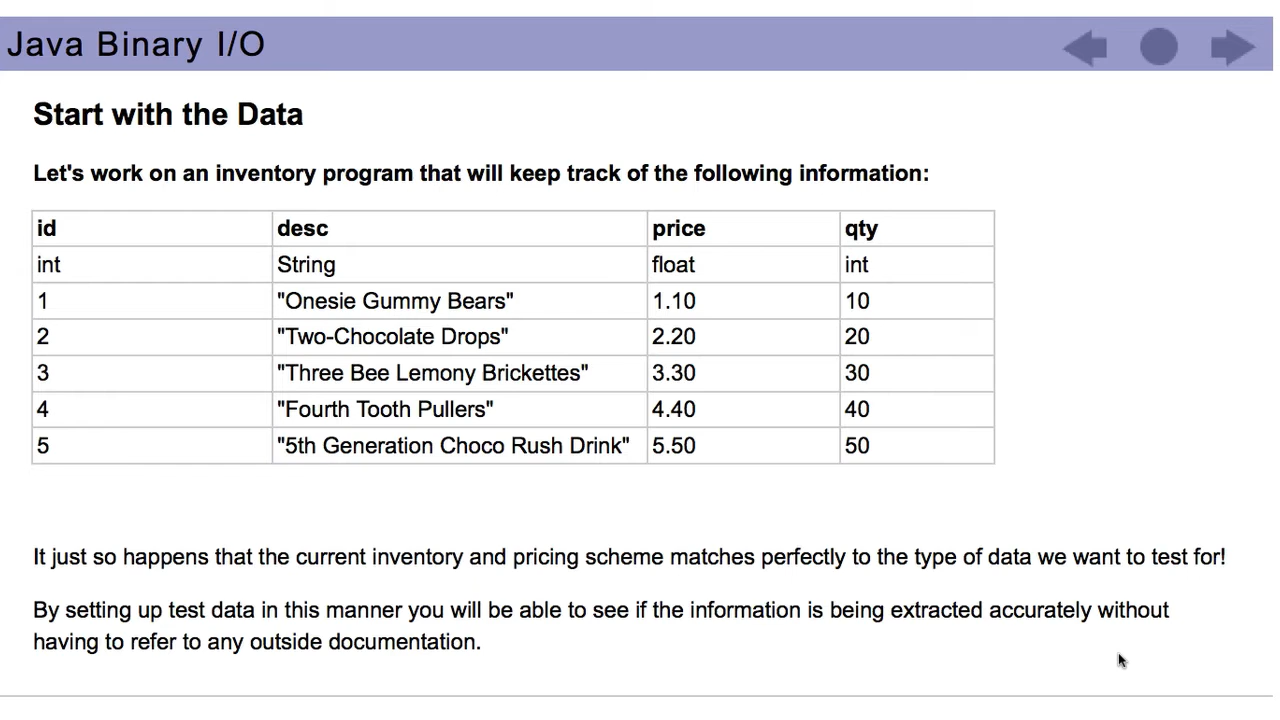 Java Binary I/O
Start with the Data
Let's work on an inventory program that will keep track of the following information:
id desc price qty
int String float int
1 "Onesie Gummy Bears" 1.10 10
2 "Two-Chocolate Drops" 2.20 20
3 "Three Bee Lemony Brickettes" 3.30 30
4 "Fourth Tooth Pullers" 4.40 40
5 "5th Generation Choco Rush Drink" 5.50 50
It just so happens that the current inventory and pricing scheme matches perfectly to the type of data we want to test for!
By setting up test data in this manner you will be able to see if the information is being extracted accurately without
having to refer to any outside documentation.